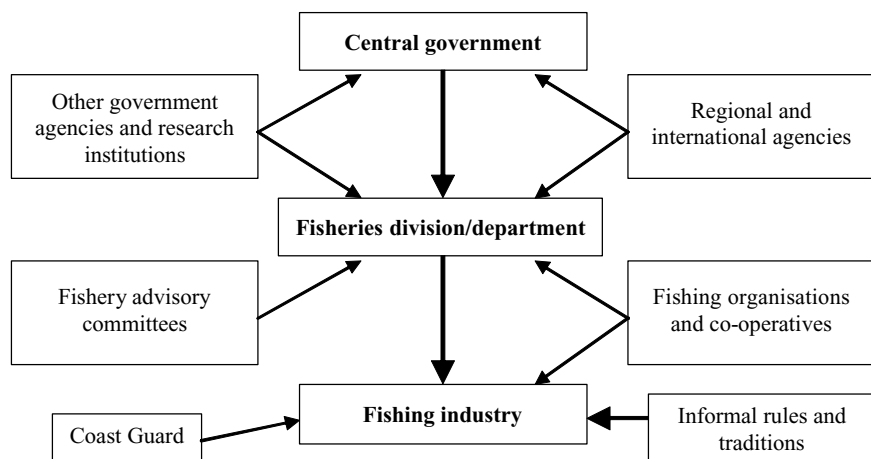 Central government
Other government
agencies and research
institutions
Regional and
international agencies
Fisheries division/department
Fishery advisory
committees
Fishing organisations
and co-operatives
Fishing industry
Coast Guard
Informal rules and
traditions